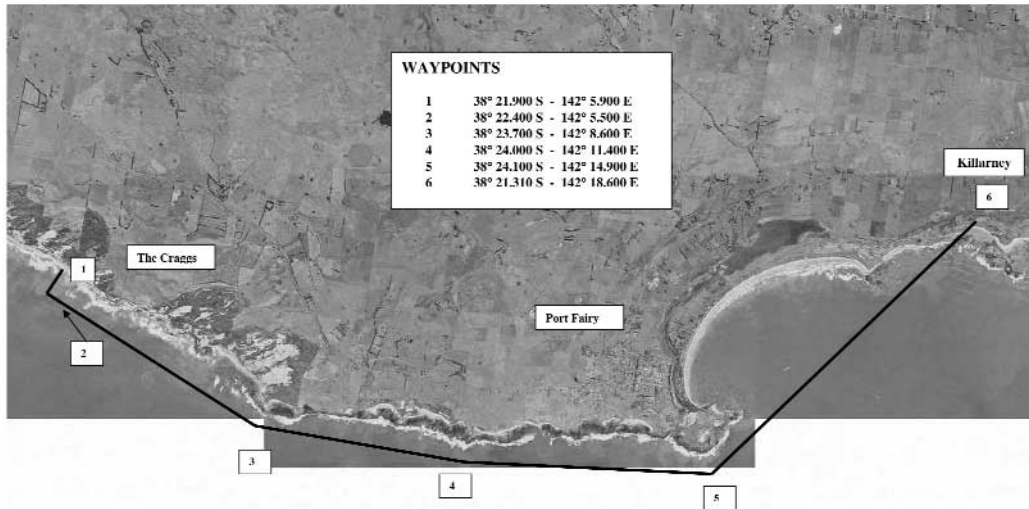 WAYPOINTS
1 38° 21.900 S - 142° 5.900 E
2 38° 22.400 S - 142° 5.500 E
3 38° 23.700 S - 142° 8.600 E
4 38° 24.000 S - 142° 11.400 E
5 38° 24.100 S - 142° 14.900 E
6 38° 21.310 S - 142° 18.600 E
Killarney
6
The Craggs
1
Port Fairy
2
3
4
5